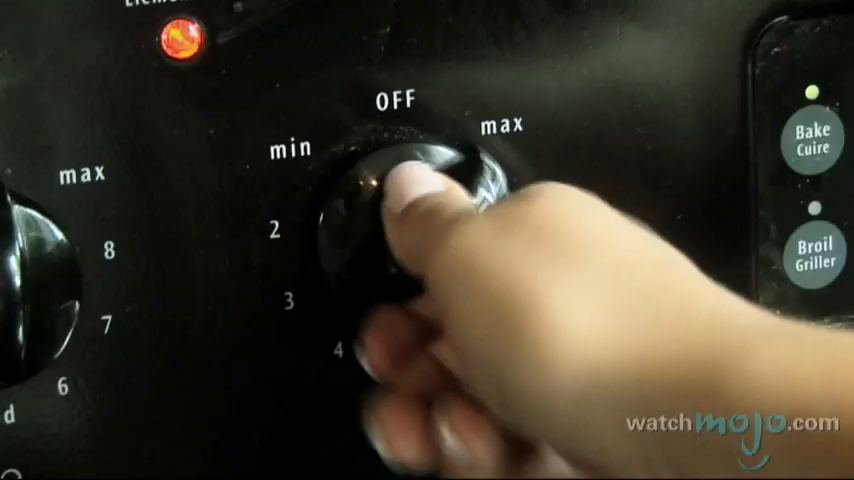 OFF
min
max
max
2
8
3
7
4
6
d
Bake
Cuire
Broil
Griller
watchmojo.com